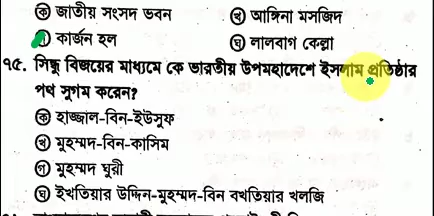 ক জাতীয় সংসদ ভবন খ আঙ্গিনা মসজিদ
গ কার্জন হল ঘ লালবাগ কেল্লা
৭৫. সিন্ধু বিজয়ের মাধ্যমে কে ভারতীয় উপমহাদেশে ইসলাম প্রতিষ্ঠার
পথ সুগম করেন?
ক হাজ্জাল-বিন-ইউসুফ
খ মুহম্মদ-বিন-কাসিম
গ মুহম্মদ ঘুরী
ঘ ইখতিয়ার উদ্দিন-মুহম্মদ-বিন বখতিয়ার খলজি